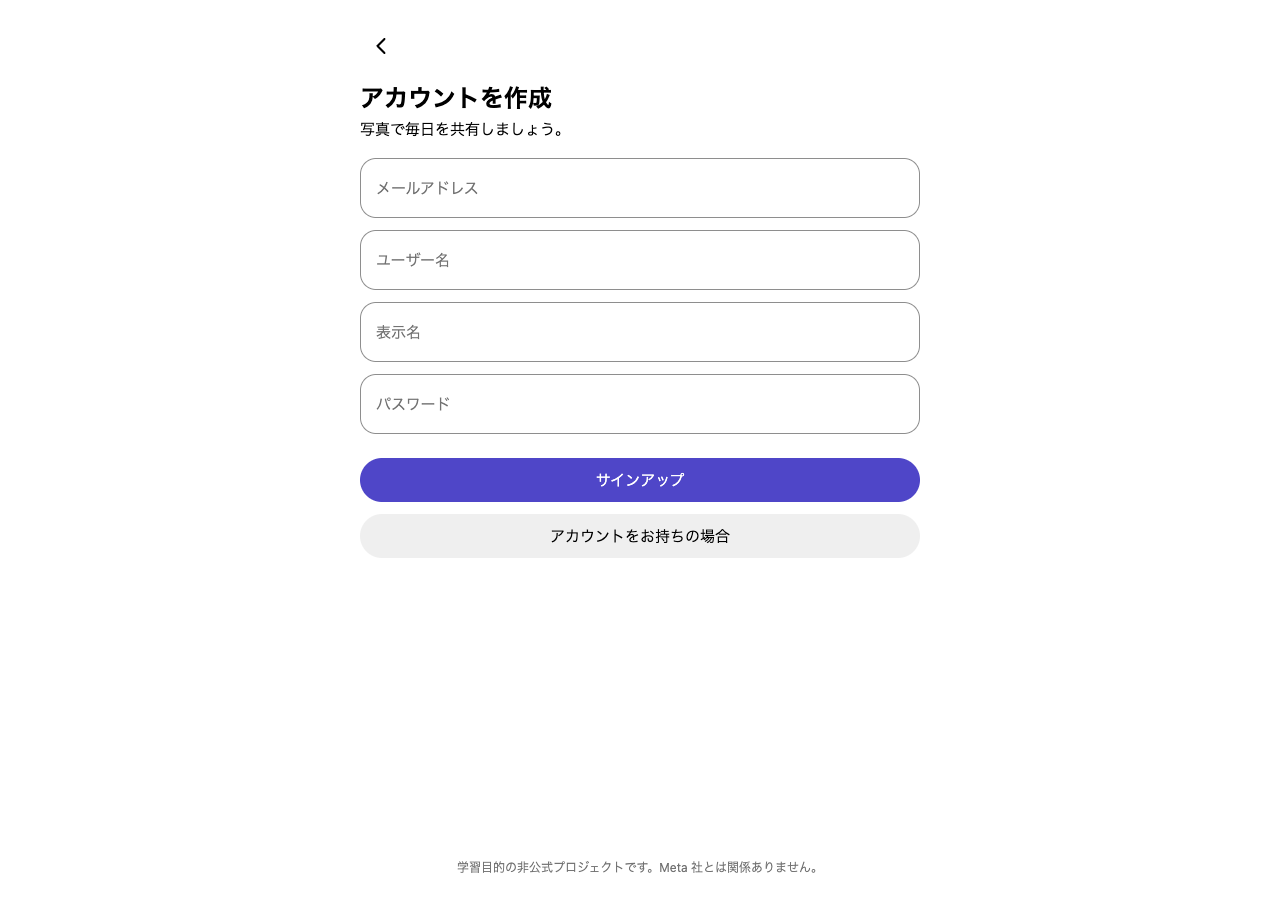 アカウントを作成
写真で毎日を共有しましょう。
メールアドレス
ユーザー名
表示名
パスワード
サインアップ
アカウントをお持ちの場合
学習目的の非公式プロジェクトです。Meta 社とは関係ありません。